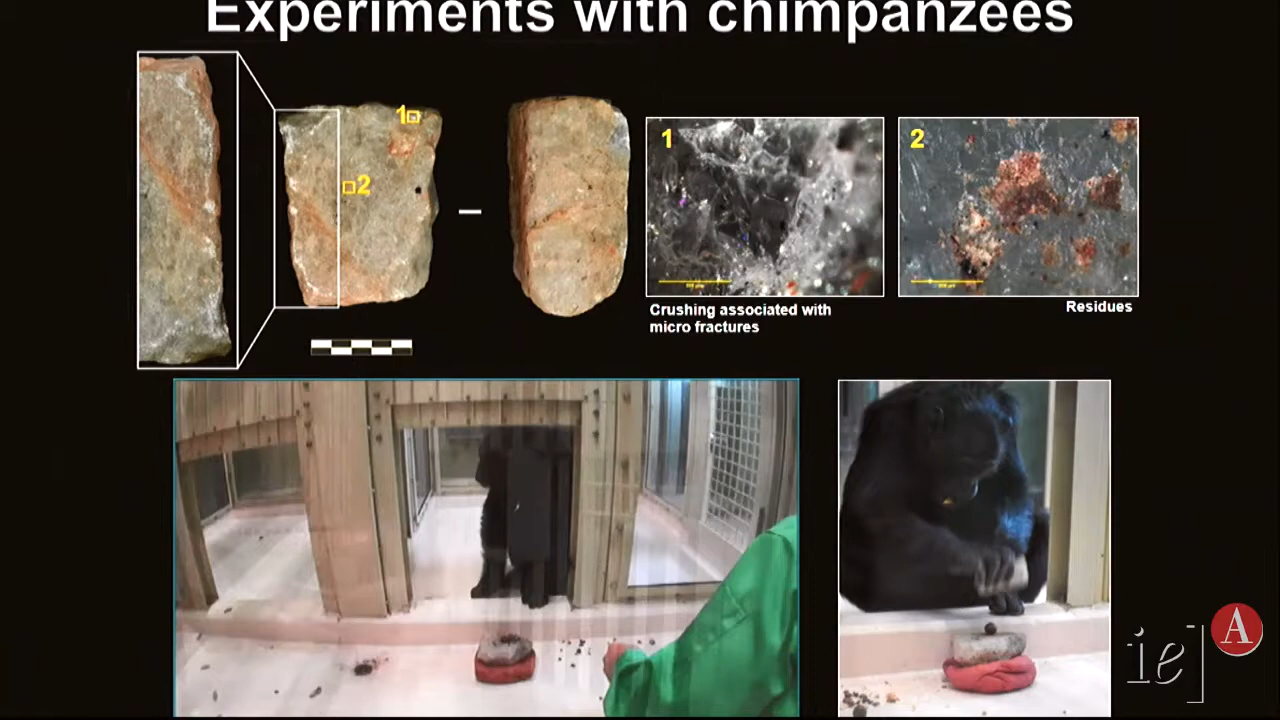 Experiments with chimpanzees
1
2
1
2
Crushing associated with
micro fractures
Residues
ie]
A